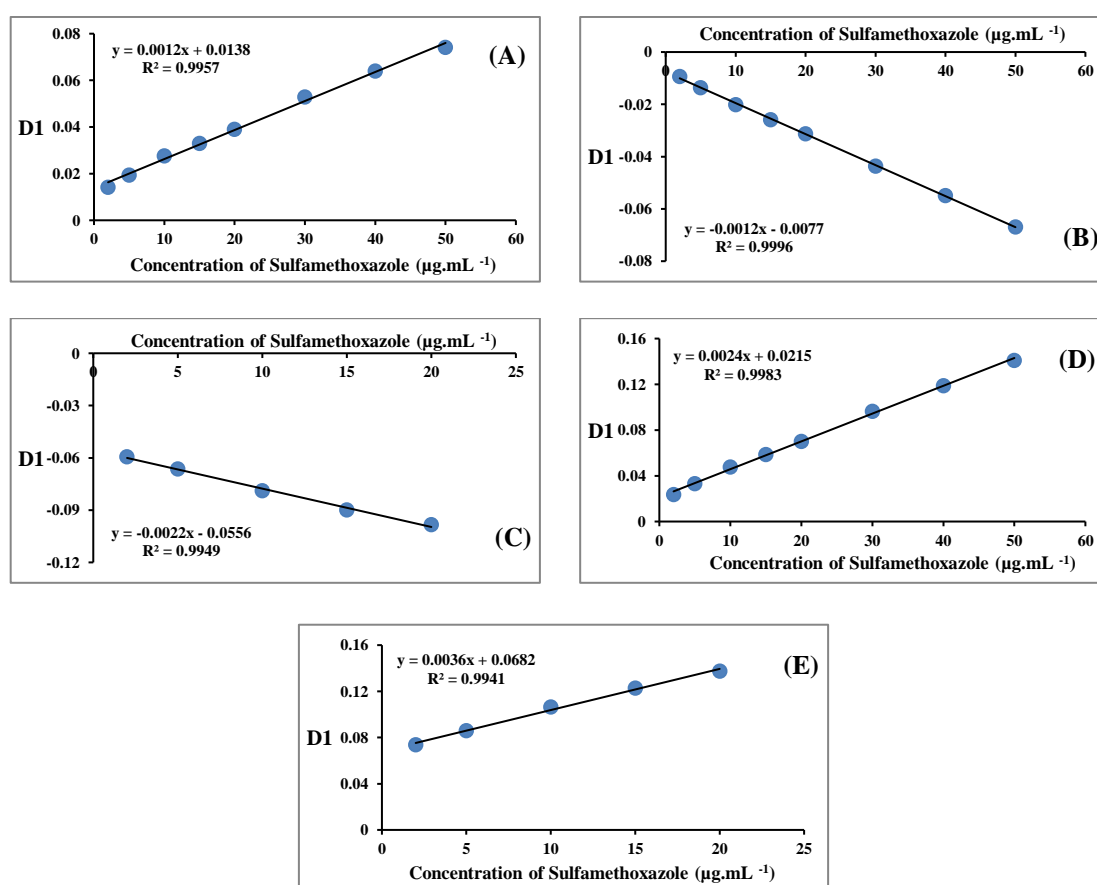 0.08
0.06
0.04
0.02
0
D1
y = 0.0012x + 0.0138
R² = 0.9957
(A)
0 10 20 30 40 50 60
Concentration of Sulfamethoxazole (µg.mL -1)
Concentration of Sulfamethoxazole (µg.mL -1)
0 10 20 30 40 50 60
0
-0.02
-0.04
-0.06
-0.08
D1
y = -0.0012x - 0.0077
R² = 0.9996
(B)
Concentration of Sulfamethoxazole (µg.mL -1)
0 5 10 15 20 25
0
-0.03
-0.06
-0.09
-0.12
D1
y = -0.0022x - 0.0556
R² = 0.9949
(C)
0.16
0.12
0.08
0.04
0
D1
y = 0.0024x + 0.0215
R² = 0.9983
(D)
0 10 20 30 40 50 60
Concentration of Sulfamethoxazole (µg.mL -1)
0.16
0.12
0.08
0.04
0
D1
y = 0.0036x + 0.0682
R² = 0.9941
(E)
0 5 10 15 20 25
Concentration of Sulfamethoxazole (µg.mL -1)